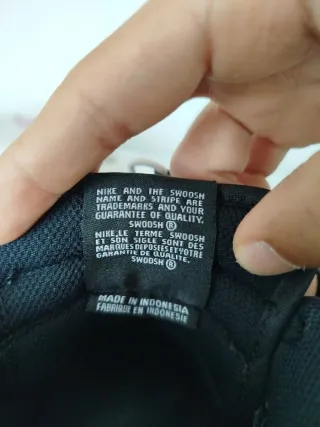 NIKE AND THE SWOOSH
NAME AND STRIPE ARE
TRADEMARKS AND YOUR
GUARANTEE OF QUALITY.
SWOOSH ®
NIKE, LE TERME SWOOSH
ET SON SIGLE SONT DES
MARQUES DEPOSÉES ET VOTRE
GARANTIE DE QUALITE.
SWOOSH ®
MADE IN INDONESIA
FABRIQUE EN INDONESIE